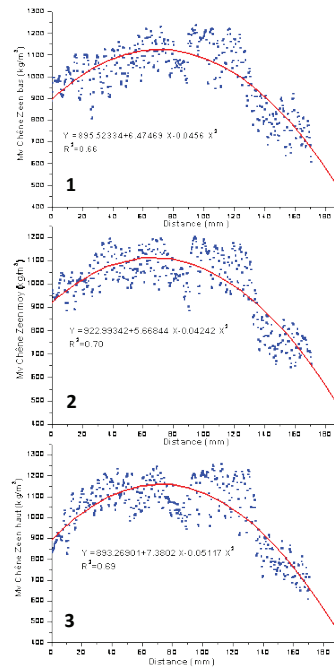 1300
1200
1100
1000
900
800
700
600
500
400
Mv Chêne Zeen bas (kg/m³)
Y = 895.52334+6.47469 X-0.0456 X²
R²=0.66
1
0 20 40 60 80 100 120 140 160 180
Distance (mm)
1200
1100
1000
900
800
700
600
500
400
Mv Chêne Zeen moy (kg/m³)
Y = 922.99342+5.66844 X-0.04242 X²
R²=0.70
2
0 20 40 60 80 100 120 140 160 180
Distance (mm)
1300
1200
1100
1000
900
800
700
600
500
400
Mv Chêne Zeen haut (kg/m³)
Y = 893.26901+7.3802 X-0.05117 X²
R²=0.69
3
0 20 40 60 80 100 120 140 160 180
Distance (mm)